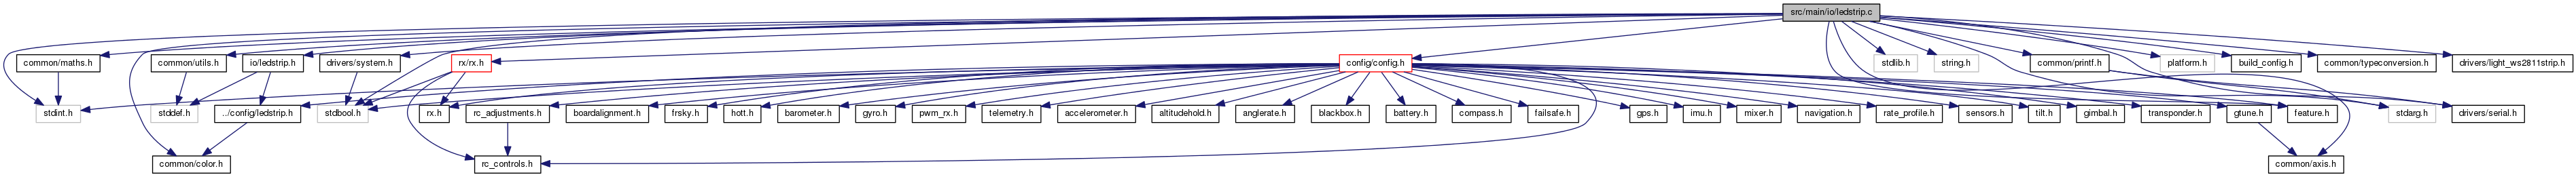 src/main/io/ledstrip.c
common/maths.h
common/utils.h
io/ledstrip.h
drivers/system.h
rx/rx.h
config/config.h
stdlib.h
string.h
common/printf.h
platform.h
build_config.h
common/typeconversion.h
drivers/light_ws2811strip.h
stdint.h
stddef.h
../config/ledstrip.h
stdbool.h
rx.h
rc_adjustments.h
boardalignment.h
frsky.h
hott.h
barometer.h
gyro.h
pwm_rx.h
telemetry.h
accelerometer.h
altitudehold.h
anglerate.h
blackbox.h
battery.h
compass.h
failsafe.h
gps.h
imu.h
mixer.h
navigation.h
rate_profile.h
sensors.h
tilt.h
gimbal.h
transponder.h
gtune.h
feature.h
stdarg.h
drivers/serial.h
common/color.h
rc_controls.h
common/axis.h